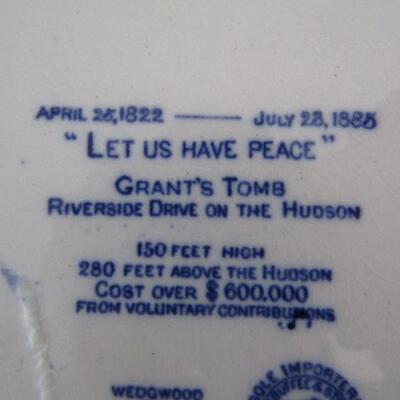 APRIL 25,1822 — JULY 23,1885
"LET US HAVE PEACE"
GRANT'S TOMB
RIVERSIDE DRIVE ON THE HUDSON
150 FEET HIGH
280 FEET ABOVE THE HUDSON
COST OVER $600.000
FROM VOLUNTARY CONTRIBUTIONS
SOLE IMPORTERS
WEDGWOOD